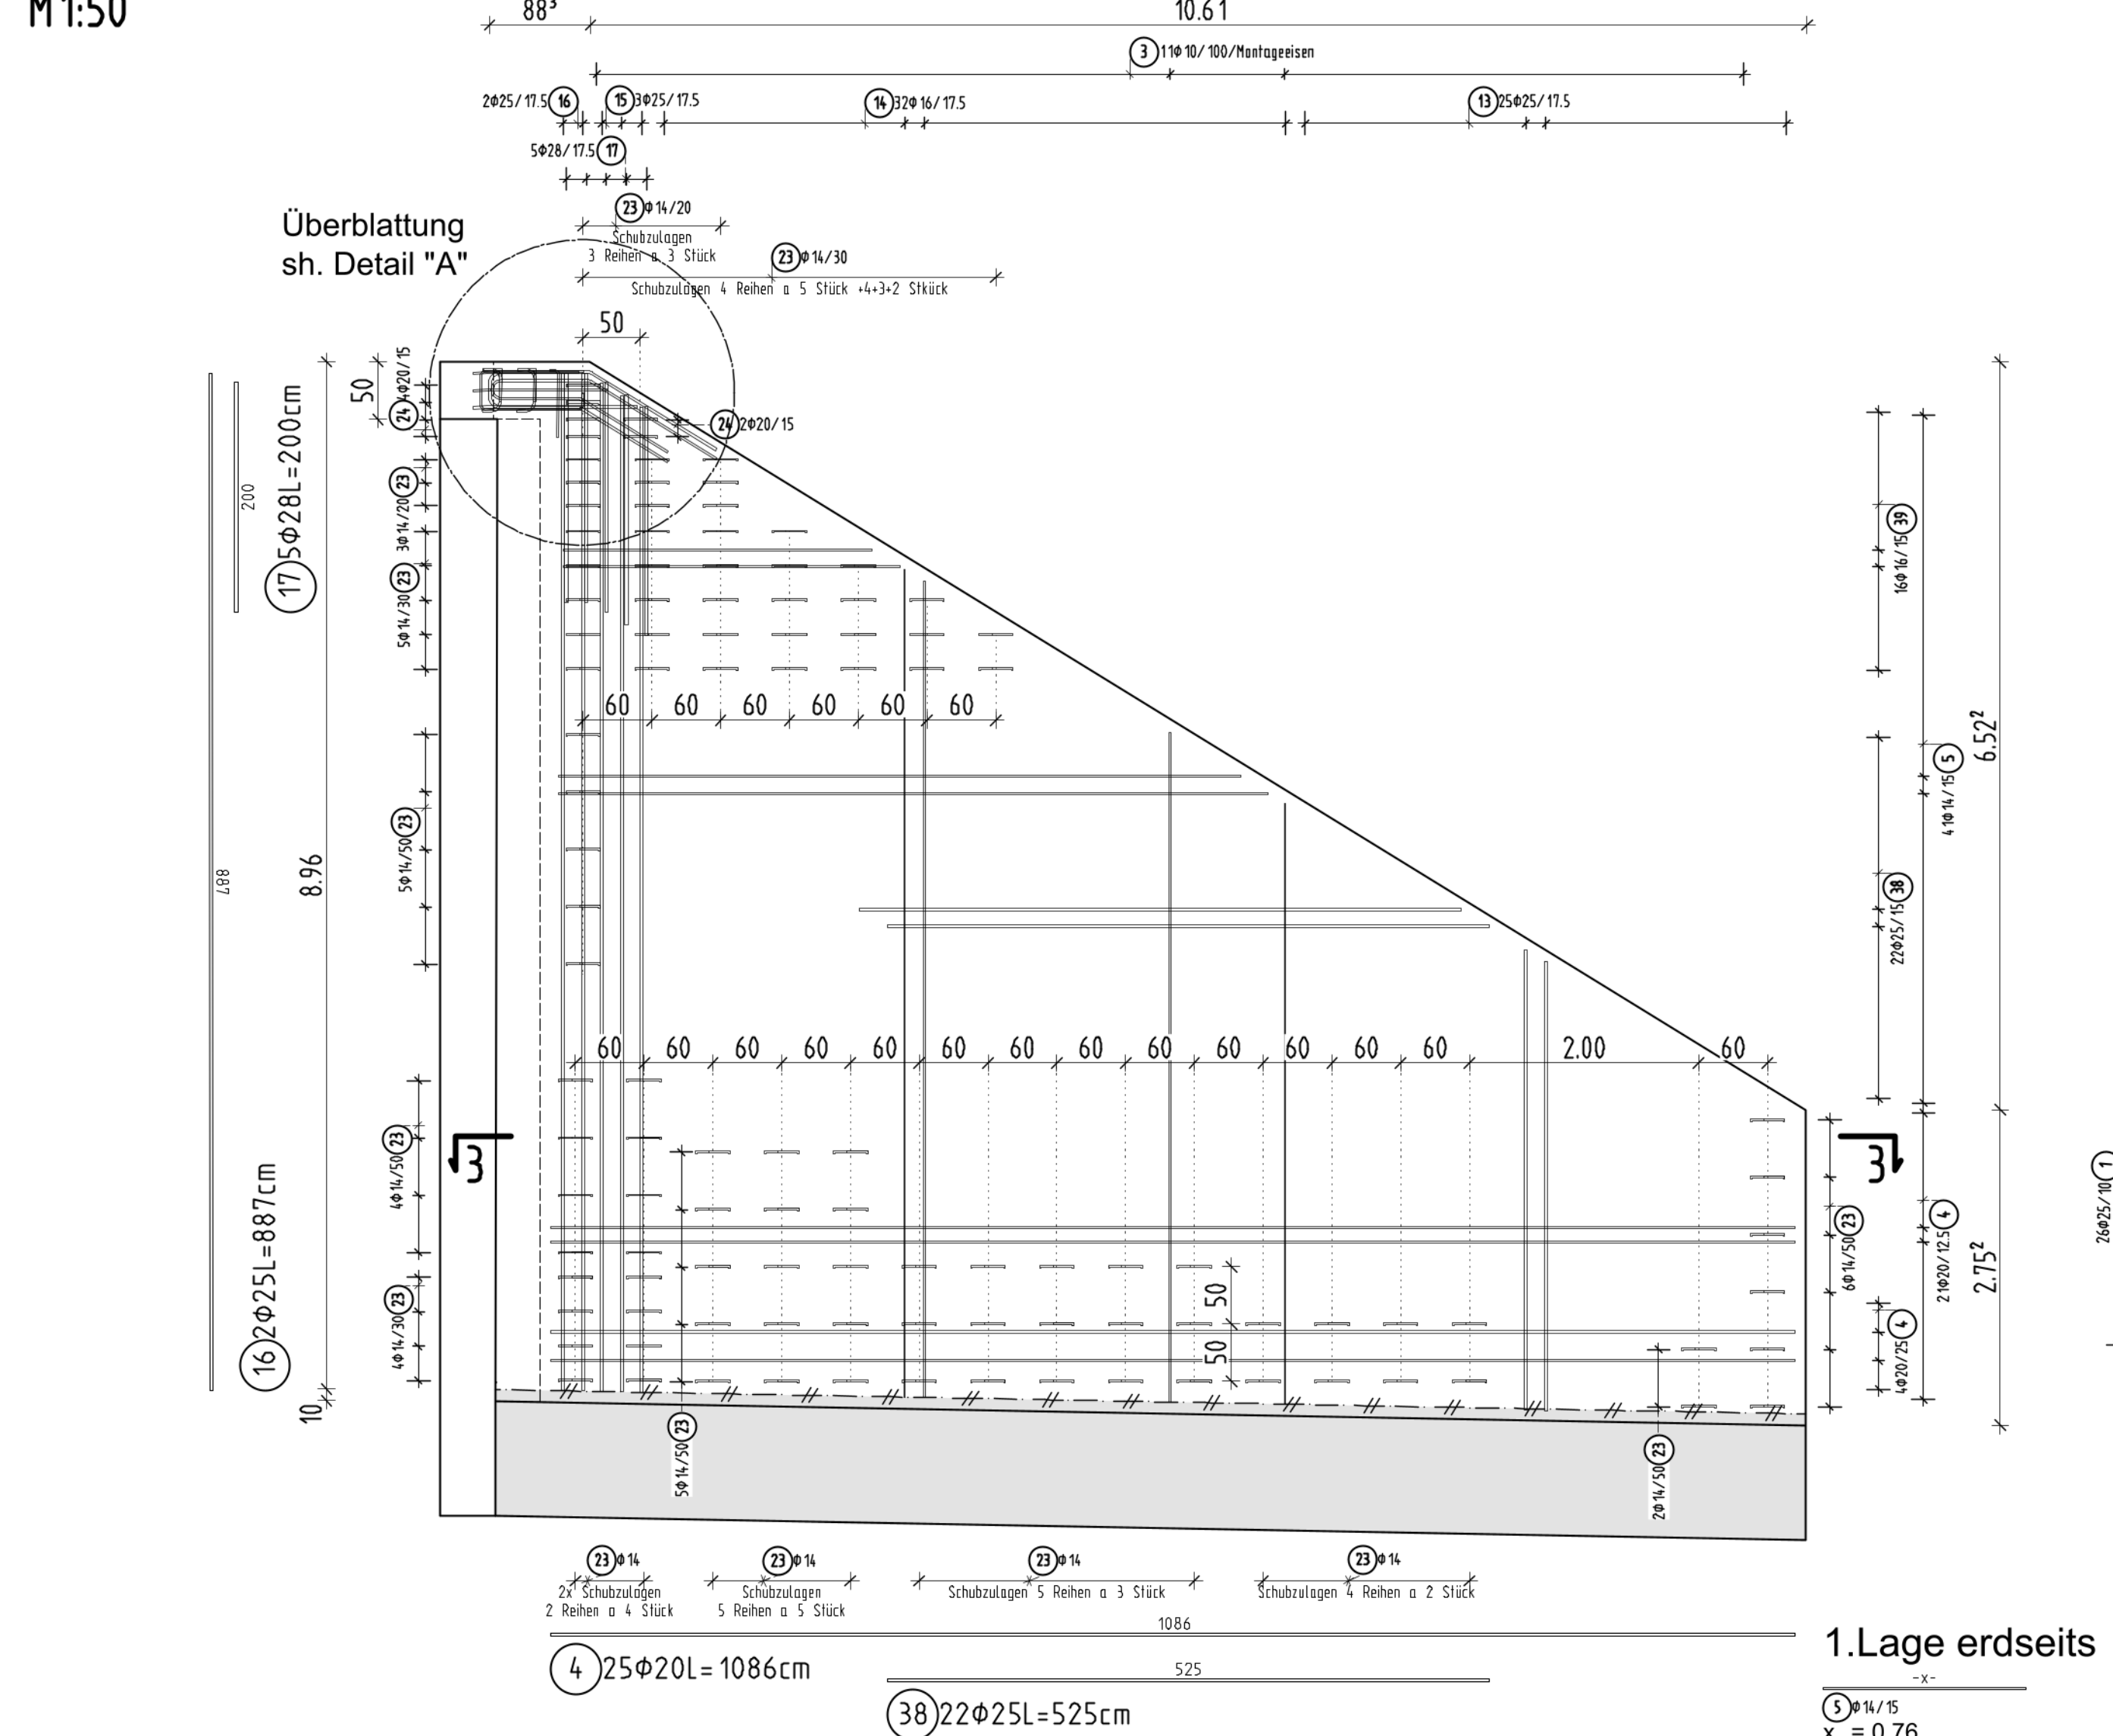 M 1:50
88³
10.61
3 11Φ10/100/Montageeisen
2Φ25/17.5 16
15 3Φ25/17.5
14 32Φ16/17.5
13 25Φ25/17.5
5Φ28/17.5 17
23 Φ14/20
Schubzulagen
3 Reihen a 3 Stück
23 Φ14/30
Schubzulagen 4 Reihen a 5 Stück +4+3+2 Stkück
Überblattung
sh. Detail "A"
50
50
24 4Φ20/15
24 2Φ20/15
200
17 5Φ28L=200cm
3Φ14/20 23
5Φ14/30 23
16Φ16/15 39
60 60 60 60 60 60
6.52²
41Φ14/15 5
5Φ14/50 23
22Φ25/15 38
488
8.96
60 60 60 60 60 60 60 60 60 60 60 60 60 2.00 60
3
3
4Φ14/50 23
26Φ25/10 1
6Φ14/50 23
21Φ20/12.5 4
2.75²
16 2Φ25L=887cm
4Φ14/30 23
50
50
4Φ20/25 4
10
5Φ14/50 23
2Φ14/50 23
23 Φ14
2x Schubzulagen
2 Reihen a 4 Stück
23 Φ14
Schubzulagen
5 Reihen a 5 Stück
23 Φ14
Schubzulagen 5 Reihen a 3 Stück
23 Φ14
Schubzulagen 4 Reihen a 2 Stück
1086
4 25Φ20L=1086cm
525
38 22Φ25L=525cm
1.Lage erdseits
-x-
5 Φ14/15
x = 0.76